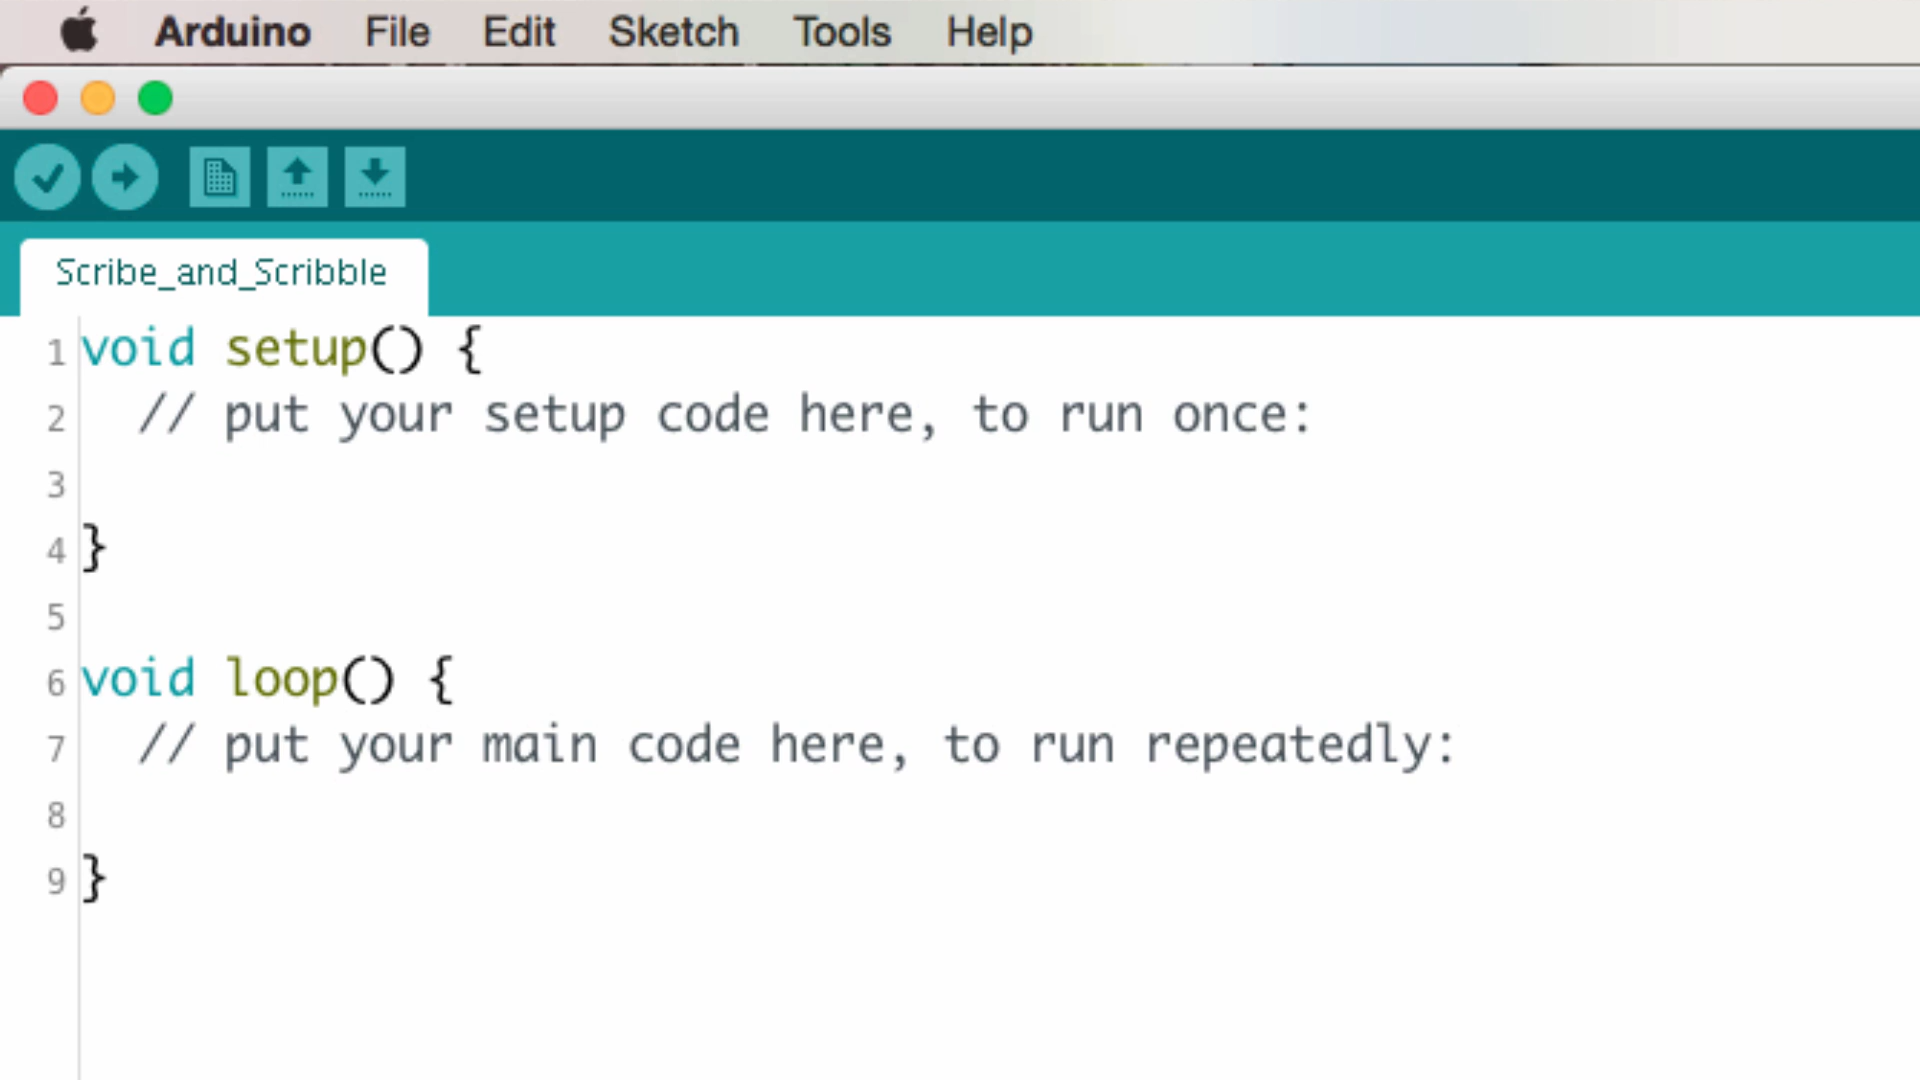 Arduino File Edit Sketch Tools Help
Scribe_and_Scribble
1 void setup() {
2   // put your setup code here, to run once:
3
4 }
5
6 void loop() {
7   // put your main code here, to run repeatedly:
8
9 }